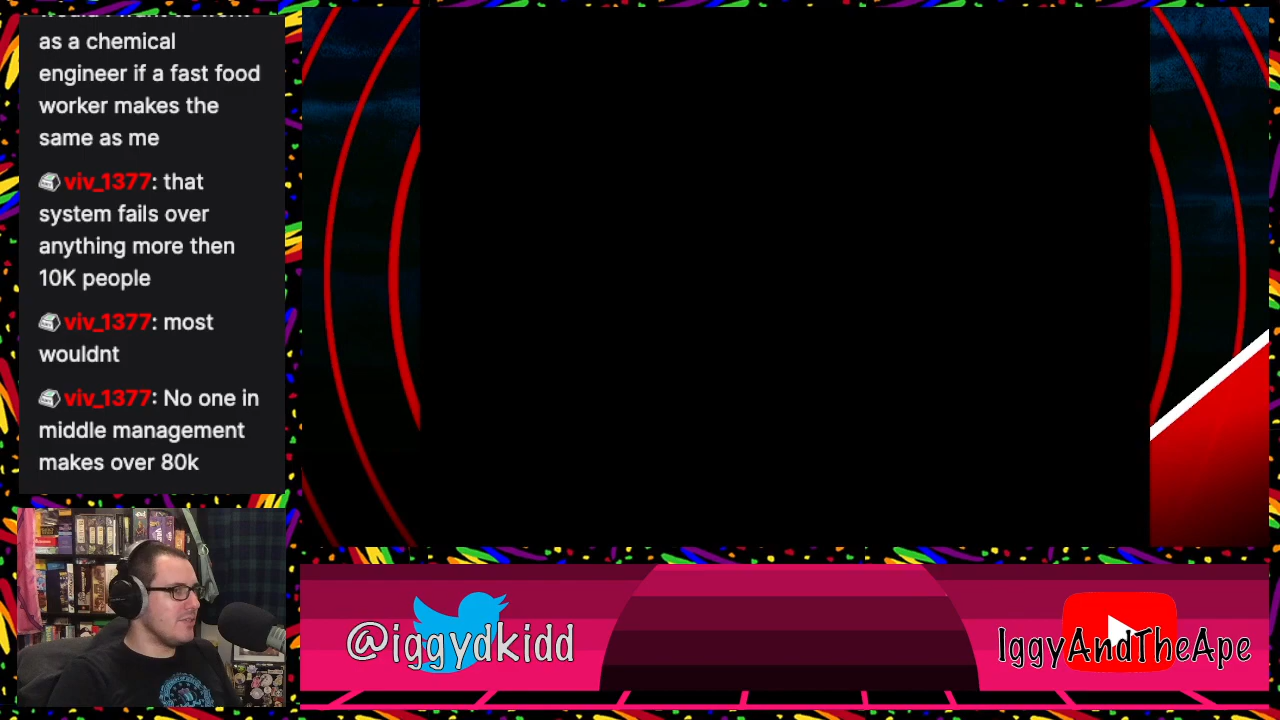 as a chemical
engineer if a fast food
worker makes the
same as me
viv_1377: that
system fails over
anything more then
10K people
viv_1377: most
wouldnt
viv_1377: No one in
middle management
makes over 80k
@iggydkidd
IggyAndTheApe